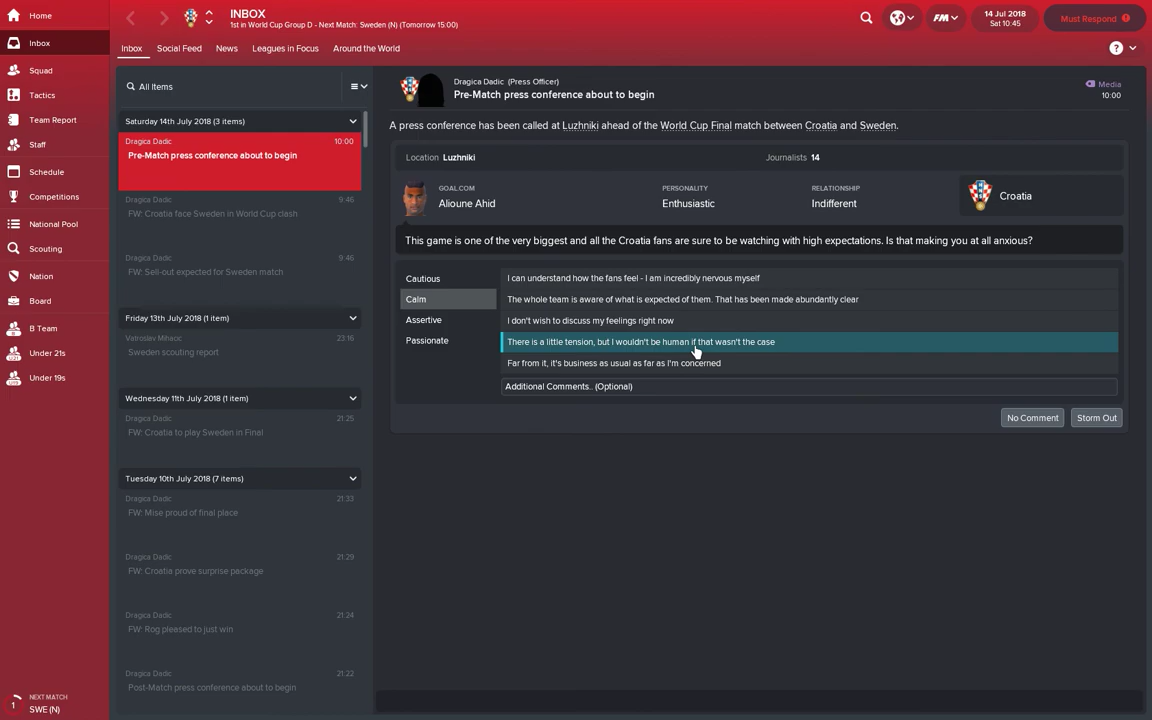 Home
Inbox
Squad
Tactics
Team Report
Staff
Schedule
Competitions
National Pool
Scouting
Nation
Board
B Team
Under 21s
Under 19s
1
NEXT MATCH
SWE (N)
INBOX
1st in World Cup Group D - Next Match: Sweden (N) (Tomorrow 15:00)
FM
14 Jul 2018
Sat 10:45
Must Respond
Inbox Social Feed News Leagues in Focus Around the World
?
All Items
Saturday 14th July 2018 (3 items)
Dragica Dadic 10:00
Pre-Match press conference about to begin
Dragica Dadic 9:46
FW: Croatia face Sweden in World Cup clash
Dragica Dadic 9:46
FW: Sell-out expected for Sweden match
Friday 13th July 2018 (1 item)
Vatroslav Mihacic 23:16
Sweden scouting report
Wednesday 11th July 2018 (1 item)
Dragica Dadic 21:25
FW: Croatia to play Sweden in Final
Tuesday 10th July 2018 (7 items)
Dragica Dadic 21:33
FW: Mise proud of final place
Dragica Dadic 21:29
FW: Croatia prove surprise package
Dragica Dadic 21:24
FW: Rog pleased to just win
Dragica Dadic 21:22
Post-Match press conference about to begin
Dragica Dadic (Press Officer)
Pre-Match press conference about to begin
Media
10:00
A press conference has been called at Luzhniki ahead of the World Cup Final match between Croatia and Sweden.
Location Luzhniki Journalists 14
GOAL.COM PERSONALITY RELATIONSHIP
Alioune Ahid Enthusiastic Indifferent
Croatia
This game is one of the very biggest and all the Croatia fans are sure to be watching with high expectations. Is that making you at all anxious?
Cautious
Calm
Assertive
Passionate
I can understand how the fans feel - I am incredibly nervous myself
The whole team is aware of what is expected of them. That has been made abundantly clear
I don't wish to discuss my feelings right now
There is a little tension, but I wouldn't be human if that wasn't the case
Far from it, it's business as usual as far as I'm concerned
Additional Comments.. (Optional)
No Comment Storm Out